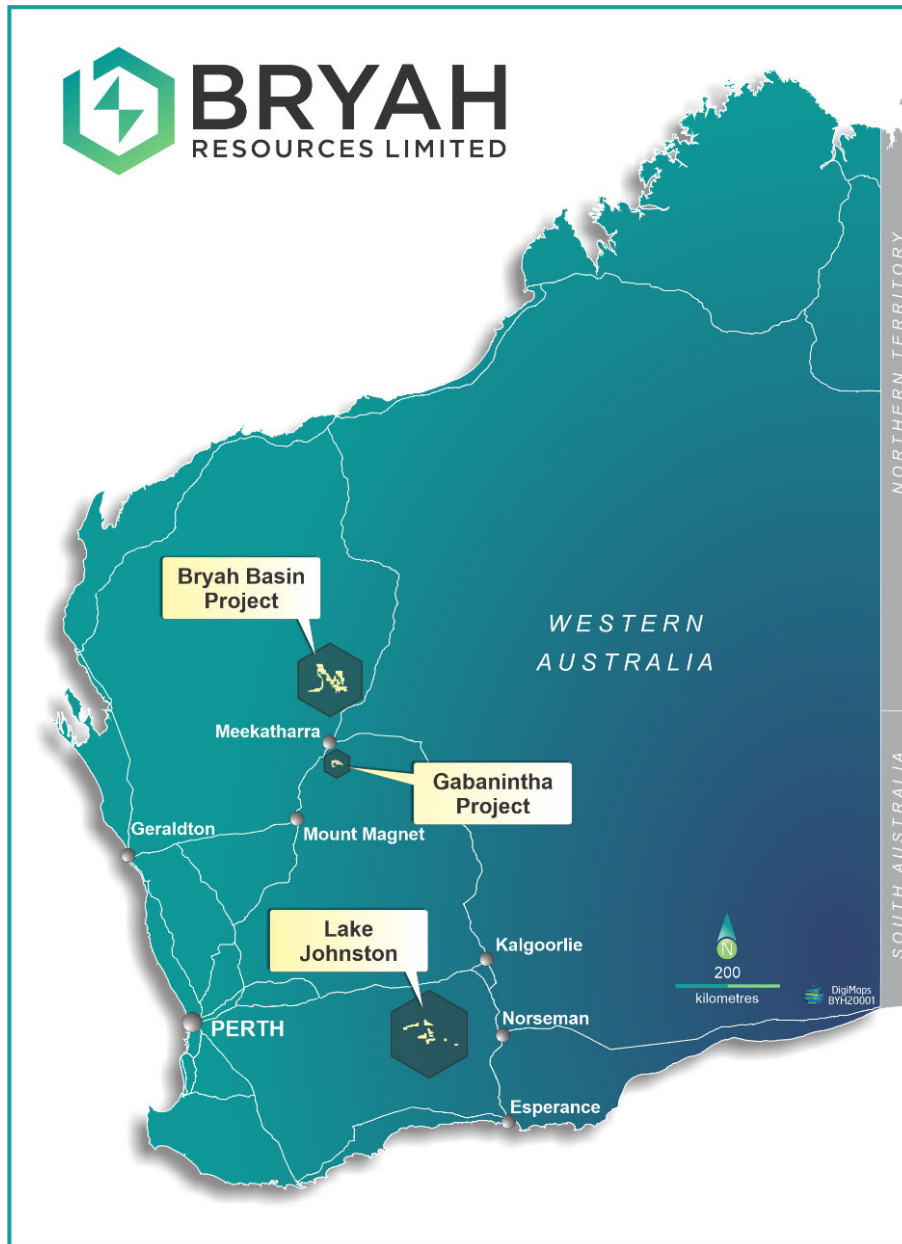 BRYAH
RESOURCES LIMITED
NORTHERN TERRITORY
Bryah Basin
Project
WESTERN
AUSTRALIA
Meekatharra
Gabanintha
Project
Geraldton
Mount Magnet
SOUTH AUSTRALIA
Lake
Johnston
Kalgoorlie
N
200
kilometres
DigiMaps
BYH20001
PERTH
Norseman
Esperance